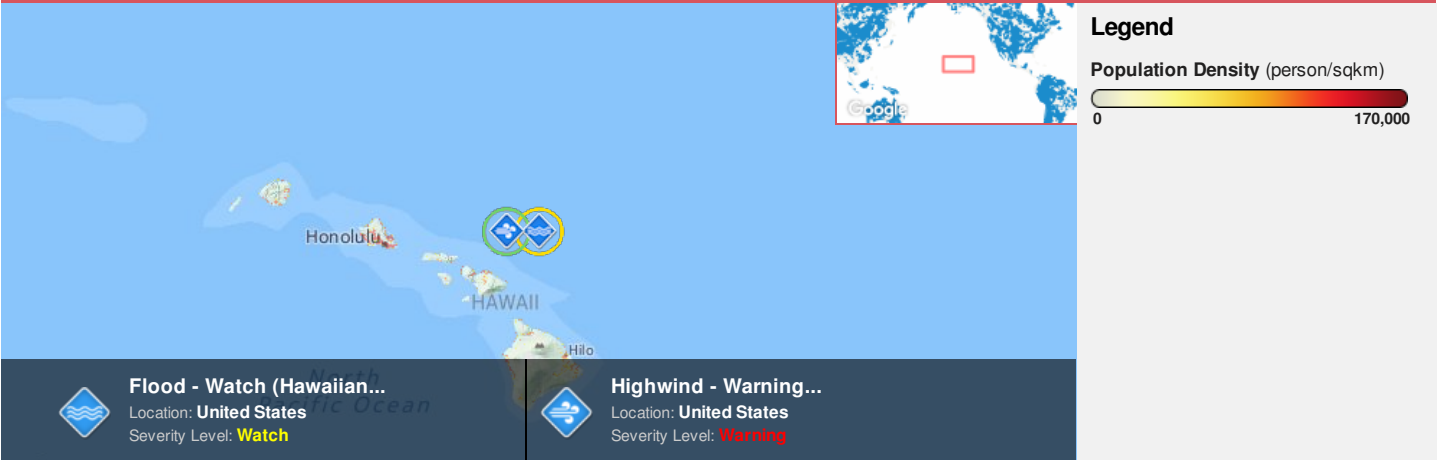 Google
Legend
Population Density (person/sqkm)
0 170,000
Honolulu
HAWAII
Hilo
North
Pacific Ocean
Flood - Watch (Hawaiian...
Location: United States
Severity Level: Watch
Highwind - Warning...
Location: United States
Severity Level: Warning